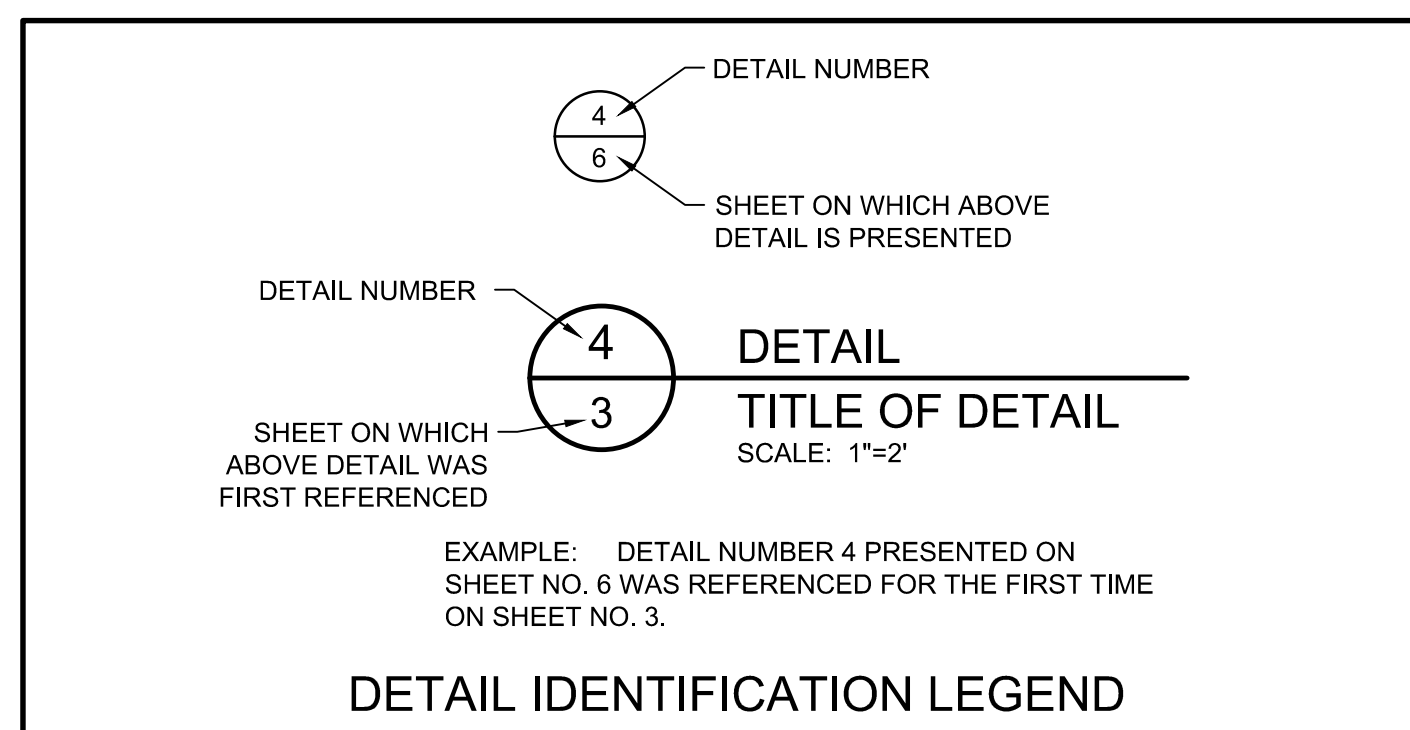 DETAIL NUMBER
4
6
SHEET ON WHICH ABOVE
DETAIL IS PRESENTED
DETAIL NUMBER
4
DETAIL
3
TITLE OF DETAIL
SCALE: 1"=2'
SHEET ON WHICH
ABOVE DETAIL WAS
FIRST REFERENCED
EXAMPLE: DETAIL NUMBER 4 PRESENTED ON
SHEET NO. 6 WAS REFERENCED FOR THE FIRST TIME
ON SHEET NO. 3.
DETAIL IDENTIFICATION LEGEND